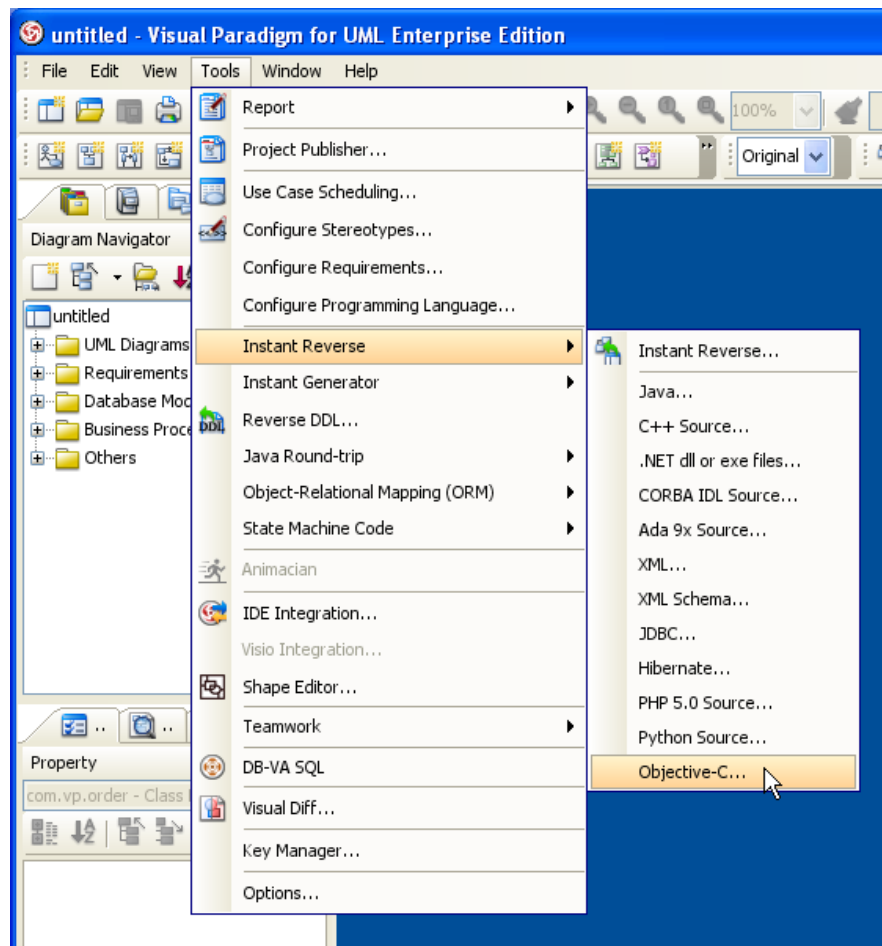 untitled - Visual Paradigm for UML Enterprise Edition
File Edit View Tools Window Help
100%
Original
Diagram Navigator
untitled
UML Diagrams
Requirements
Database Mod
Business Proce
Others
Property
com.vp.order - Class
Report
Project Publisher...
Use Case Scheduling...
Configure Stereotypes...
Configure Requirements...
Configure Programming Language...
Instant Reverse
Instant Generator
DDL
Reverse DDL...
Java Round-trip
Object-Relational Mapping (ORM)
State Machine Code
Animacian
IDE Integration...
Visio Integration...
Shape Editor...
Teamwork
DB-VA SQL
Visual Diff...
Key Manager...
Options...
Instant Reverse...
Java...
C++ Source...
.NET dll or exe files...
CORBA IDL Source...
Ada 9x Source...
XML...
XML Schema...
JDBC...
Hibernate...
PHP 5.0 Source...
Python Source...
Objective-C...